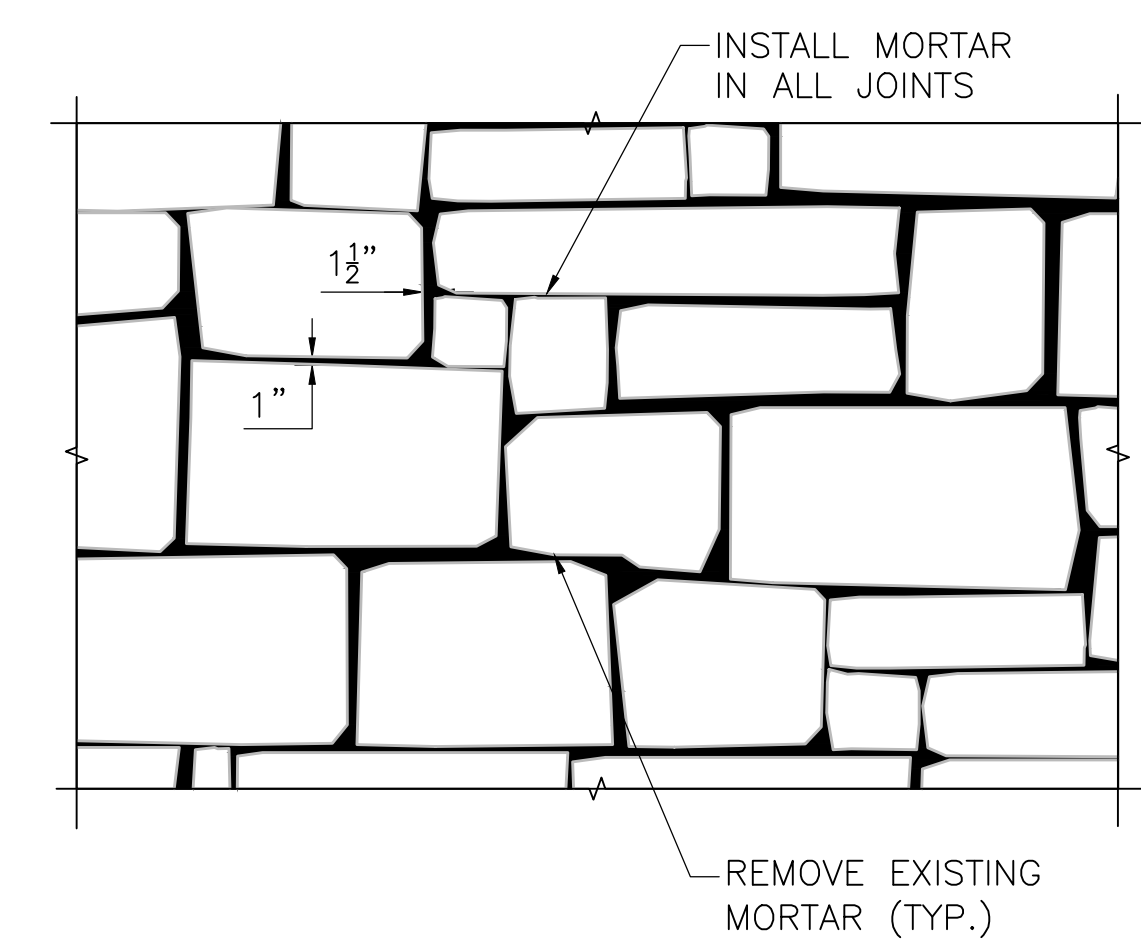 INSTALL MORTAR
IN ALL JOINTS
1½”
1”
REMOVE EXISTING
MORTAR (TYP.)